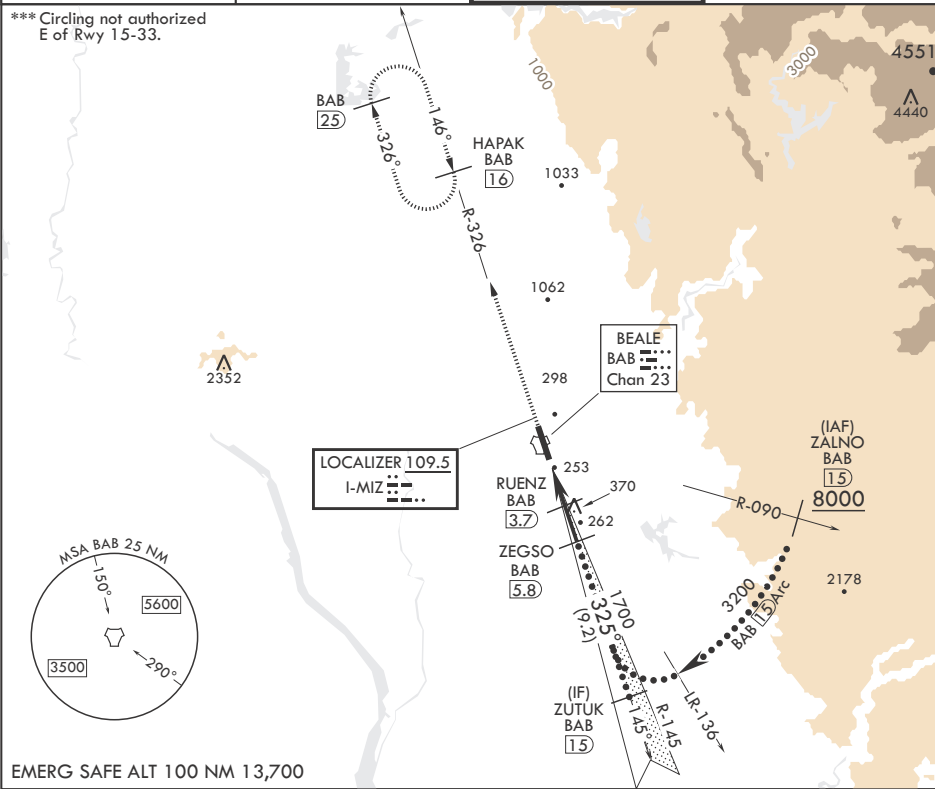 *** Circling not authorized
E of Rwy 15-33.
1000
3000
4551
4440
BAB
25
146°
326°
HAPAK
BAB
16
1033
R-326
1062
2352
298
BEALE
BAB
Chan 23
LOCALIZER 109.5
I-MIZ
253
RUENZ
BAB
3.7
370
262
ZEGSO
BAB
5.8
(IAF)
ZALNO
BAB
15
8000
R-090
2178
3200
BAB 15 Arc
1700
325°
(9.2)
(IF)
ZUTUK
BAB
15
145°
R-145
LR-136
MSA BAB 25 NM
150°
5600
3500
290°
EMERG SAFE ALT 100 NM 13,700